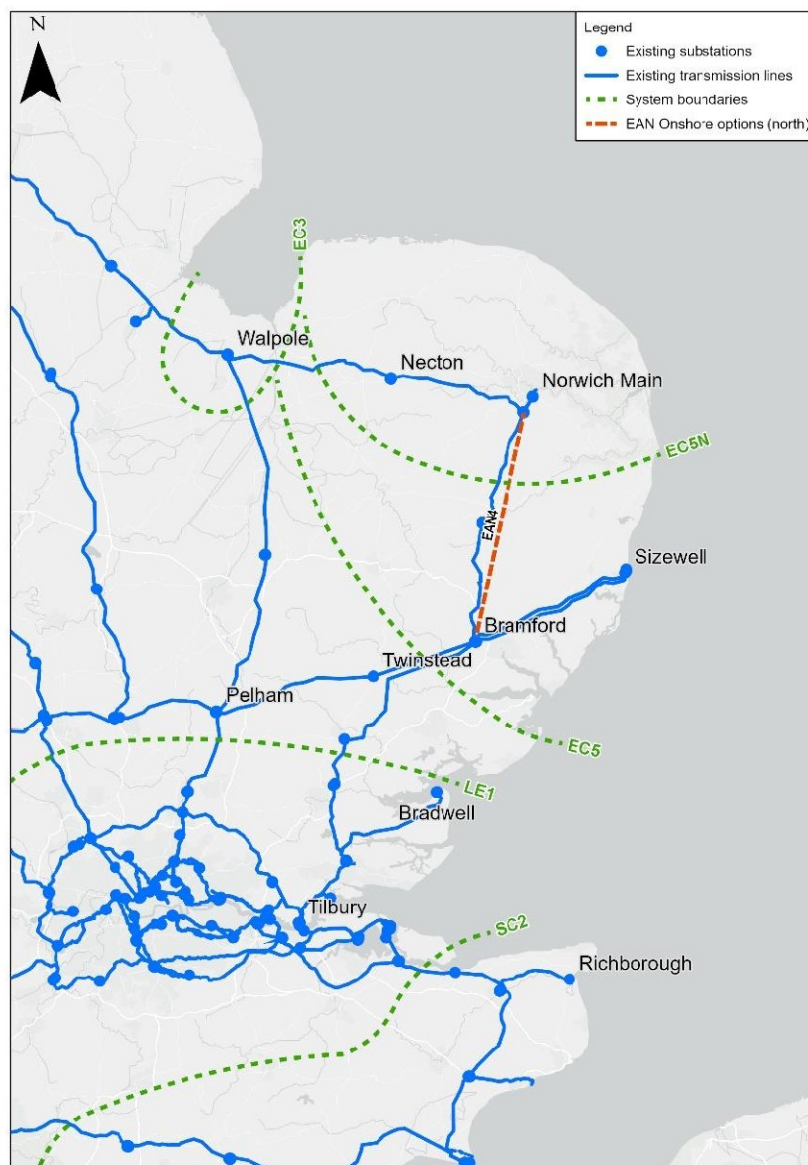 N
Legend
Existing substations
Existing transmission lines
System boundaries
EAN Onshore options (north)
EC3
Walpole
Necton
Norwich Main
EC5N
EAN4
Sizewell
Bramford
Twinstead
Pelham
EC5
LE1
Bradwell
Tilbury
SC2
Richborough